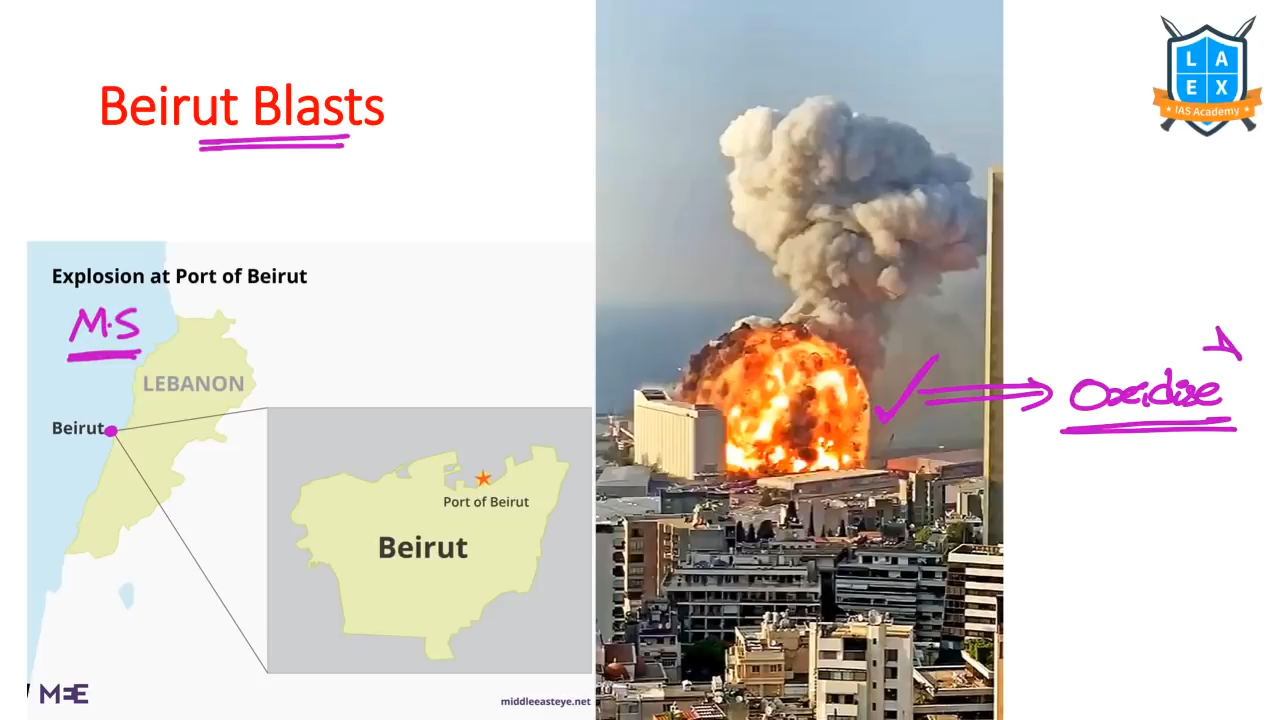 Beirut Blasts
L A
E X
IAS Academy
Explosion at Port of Beirut
M.S
LEBANON
Beirut
Port of Beirut
Beirut
Oxidise
MEE
middleeasteye.net